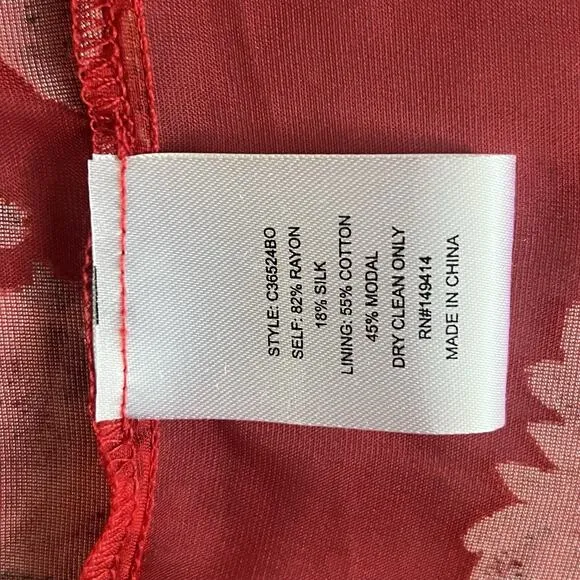 STYLE: C36524BO
SELF: 82% RAYON
18% SILK
LINING: 55% COTTON
45% MODAL
DRY CLEAN ONLY
RN#149414
MADE IN CHINA